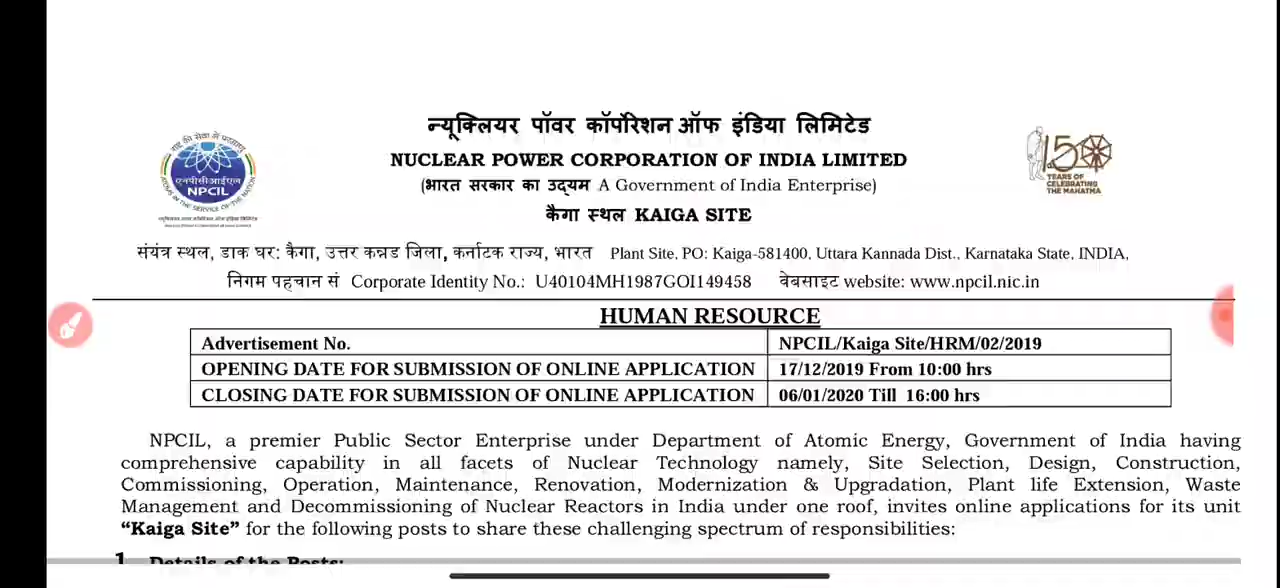 न्यूक्लियर पॉवर कॉर्पोरेशन ऑफ इंडिया लिमिटेड
NUCLEAR POWER CORPORATION OF INDIA LIMITED
(भारत सरकार का उद्यम A Government of India Enterprise)
कैगा स्थल KAIGA SITE
एनपीसीआईएल
NPCIL
150
YEARS OF
CELEBRATING
THE MAHATMA
संयंत्र स्थल, डाक घर: कैगा, उत्तर कन्नड जिला, कर्नाटक राज्य, भारत Plant Site, PO: Kaiga-581400, Uttara Kannada Dist., Karnataka State, INDIA,
निगम पहचान सं Corporate Identity No.: U40104MH1987GOI149458 वेबसाइट website: www.npcil.nic.in
HUMAN RESOURCE
Advertisement No. NPCIL/Kaiga Site/HRM/02/2019
OPENING DATE FOR SUBMISSION OF ONLINE APPLICATION 17/12/2019 From 10:00 hrs
CLOSING DATE FOR SUBMISSION OF ONLINE APPLICATION 06/01/2020 Till 16:00 hrs
NPCIL, a premier Public Sector Enterprise under Department of Atomic Energy, Government of India having
comprehensive capability in all facets of Nuclear Technology namely, Site Selection, Design, Construction,
Commissioning, Operation, Maintenance, Renovation, Modernization & Upgradation, Plant life Extension, Waste
Management and Decommissioning of Nuclear Reactors in India under one roof, invites online applications for its unit
“Kaiga Site” for the following posts to share these challenging spectrum of responsibilities:
1 Details of the Posts: